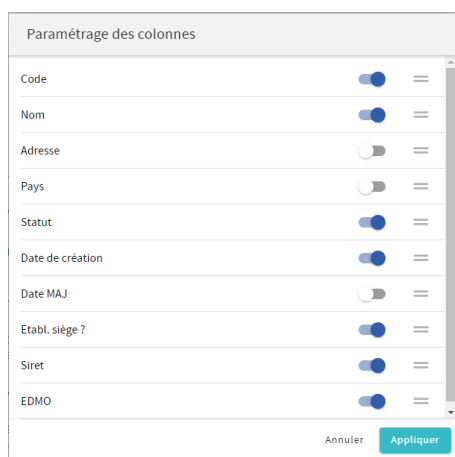 Paramétrage des colonnes
Code
Nom
Adresse
Pays
Statut
Date de création
Date MAJ
Etabl. siège ?
Siret
EDMO
Annuler Appliquer